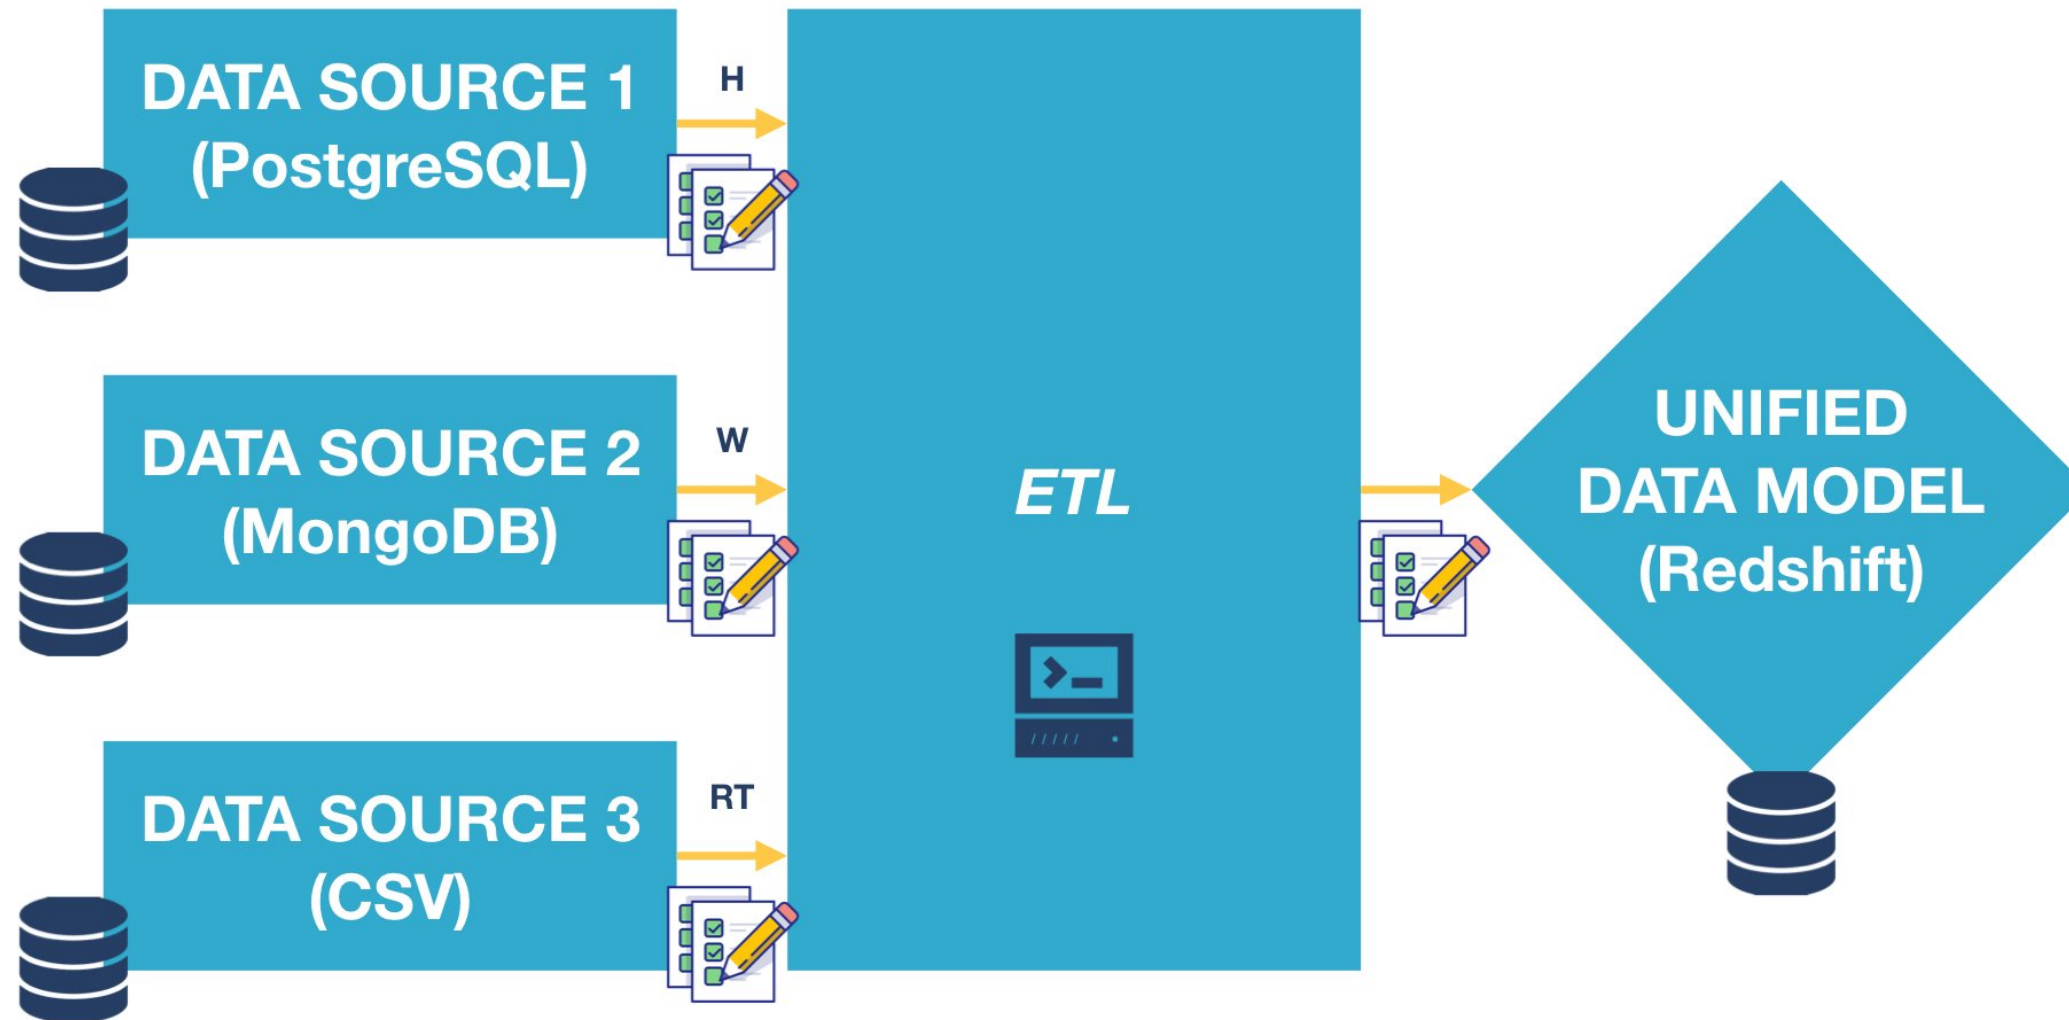 DATA SOURCE 1
(PostgreSQL)
H
DATA SOURCE 2
(MongoDB)
W
DATA SOURCE 3
(CSV)
RT
ETL
UNIFIED
DATA MODEL
(Redshift)